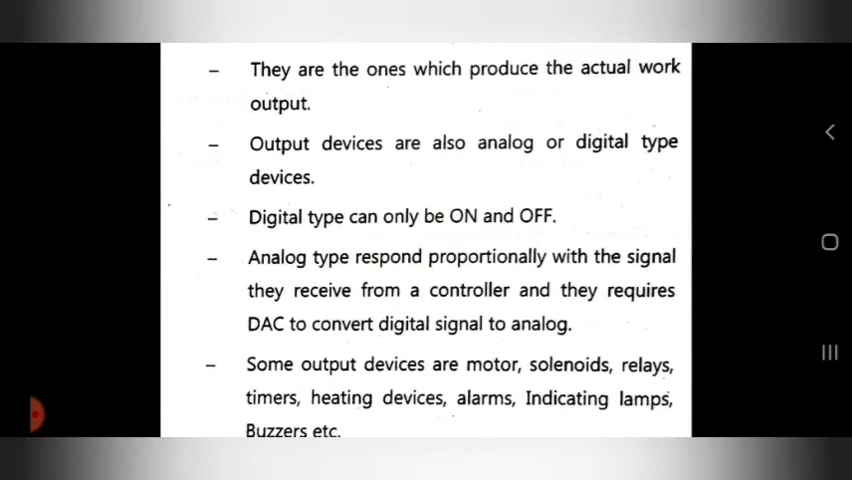 - They are the ones which produce the actual work
output.
- Output devices are also analog or digital type
devices.
- Digital type can only be ON and OFF.
- Analog type respond proportionally with the signal
they receive from a controller and they requires
DAC to convert digital signal to analog.
- Some output devices are motor, solenoids, relays,
timers, heating devices, alarms, Indicating lamps,
Buzzers etc.